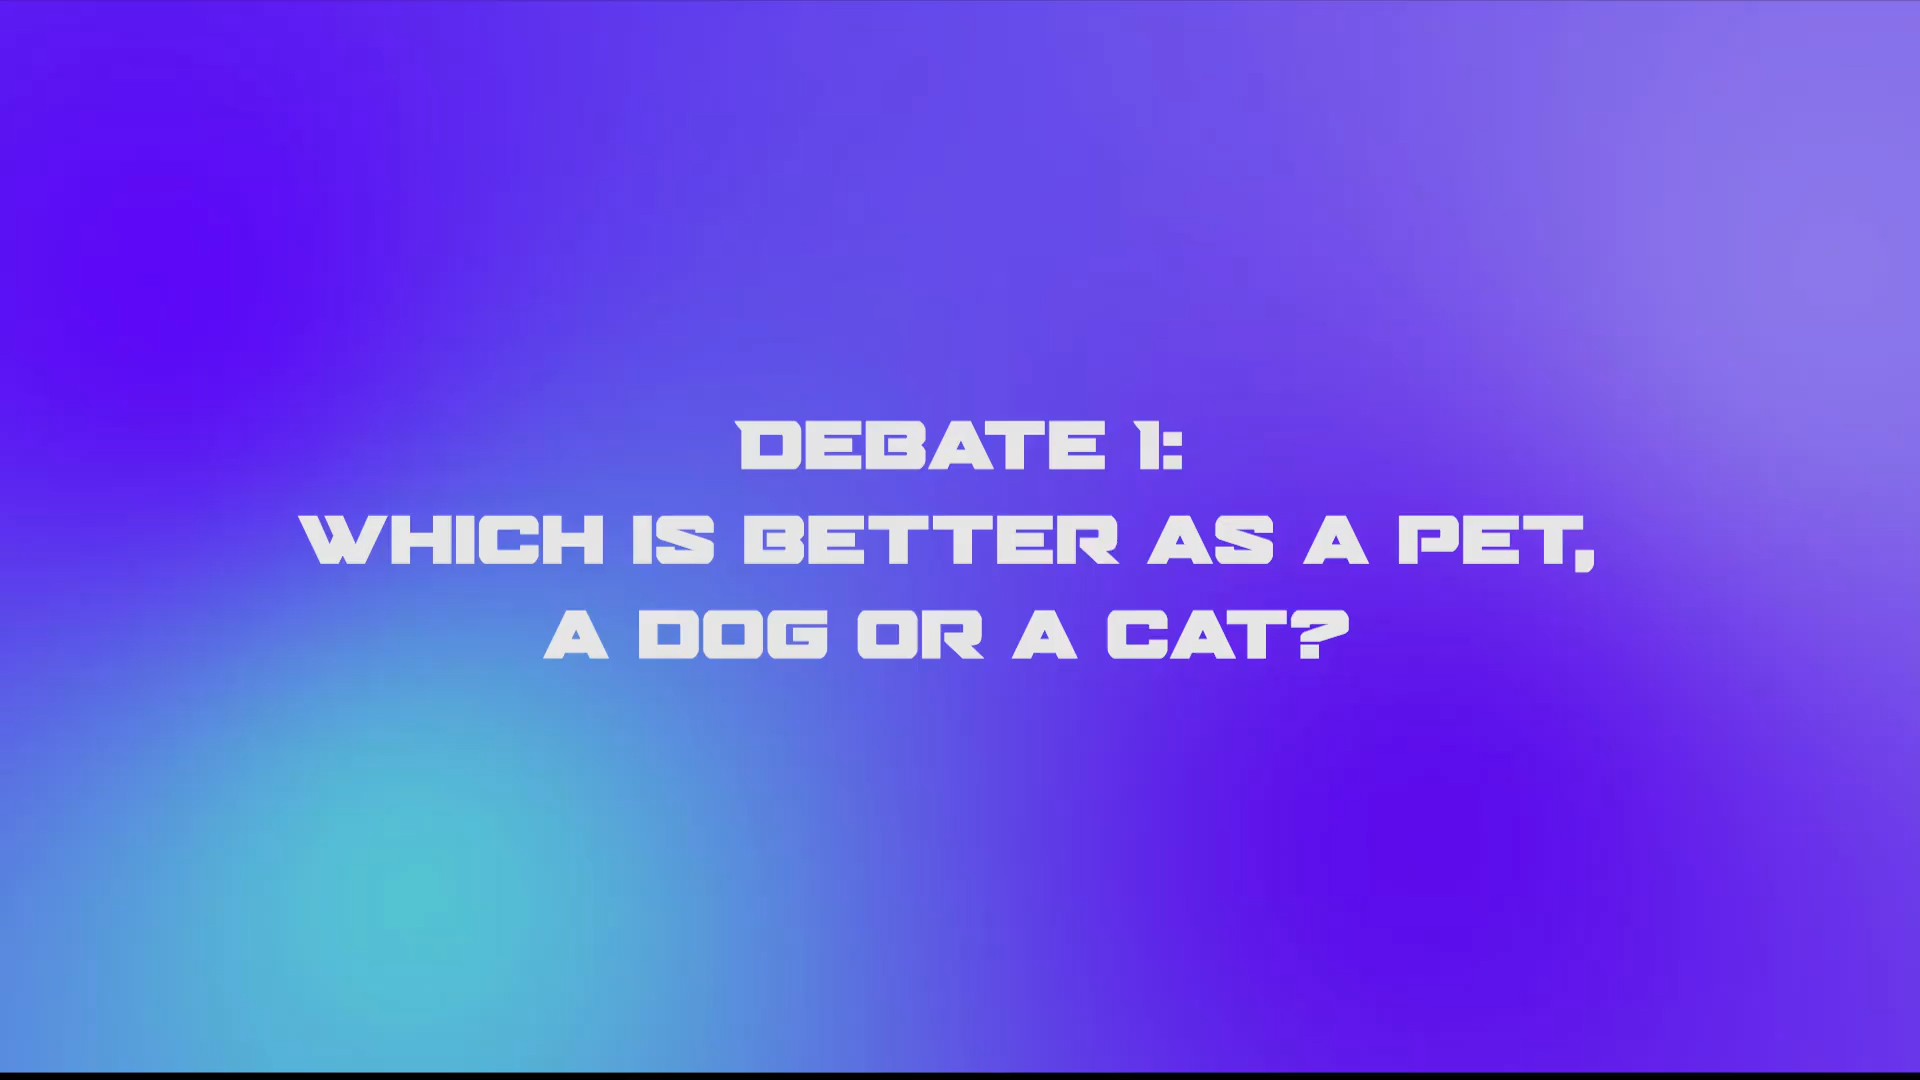 DEBATE 1:
WHICH IS BETTER AS A PET,
A DOG OR A CAT?